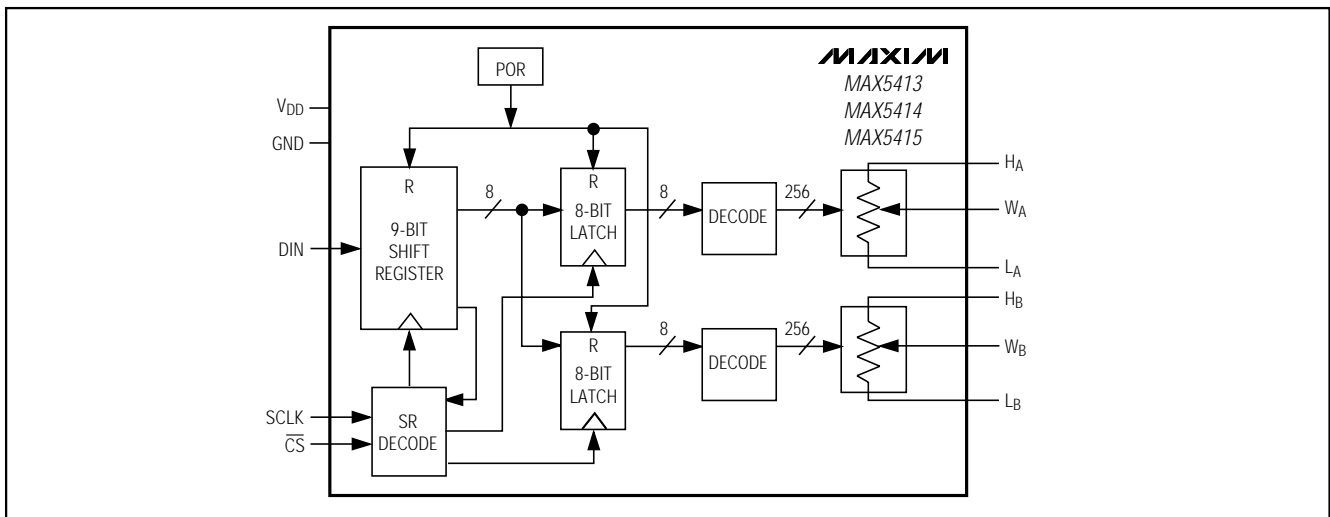 MAXIM
POR
MAX5413
MAX5414
MAX5415
VDD
GND
DIN
SCLK
CS
R
9-BIT
SHIFT
REGISTER
8
R
8-BIT
LATCH
8
DECODE
256
HA
WA
LA
SR
DECODE
R
8-BIT
LATCH
8
DECODE
256
HB
WB
LB